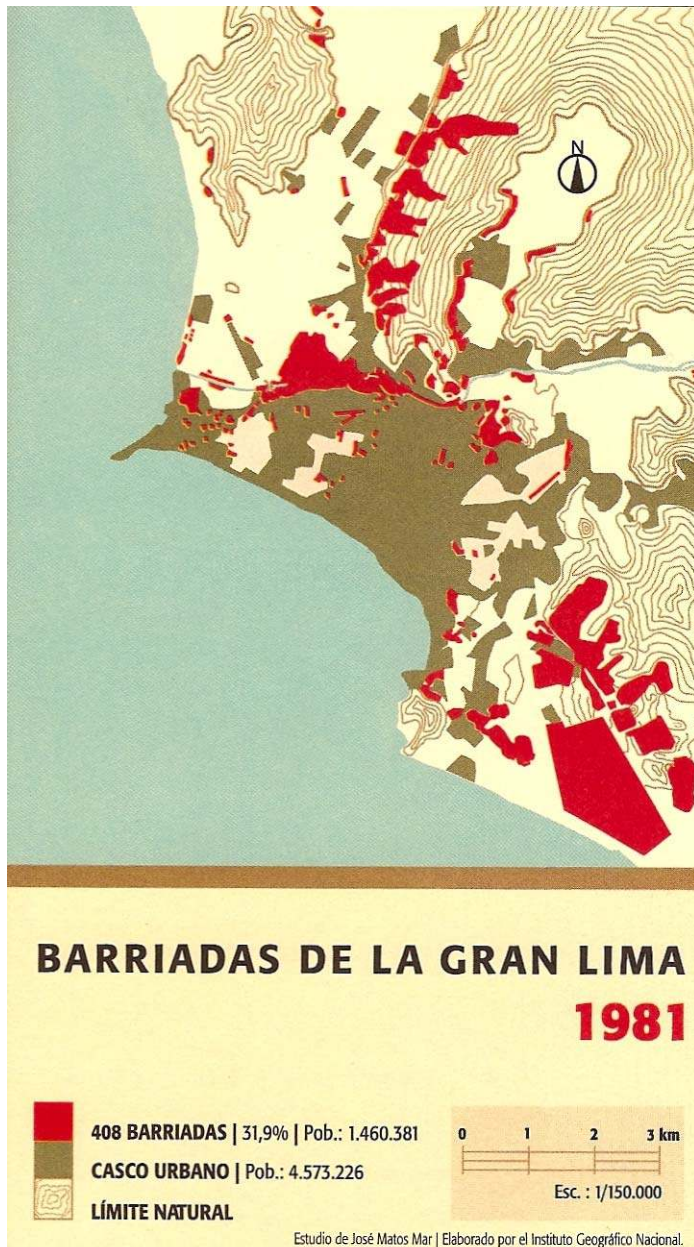 N
BARRIADAS DE LA GRAN LIMA
1981
408 BARRIADAS | 31,9% | Pob.: 1.460.381
CASCO URBANO | Pob.: 4.573.226
LÍMITE NATURAL
0 1 2 3 km
Esc. : 1/150.000
Estudio de José Matos Mar | Elaborado por el Instituto Geográfico Nacional.